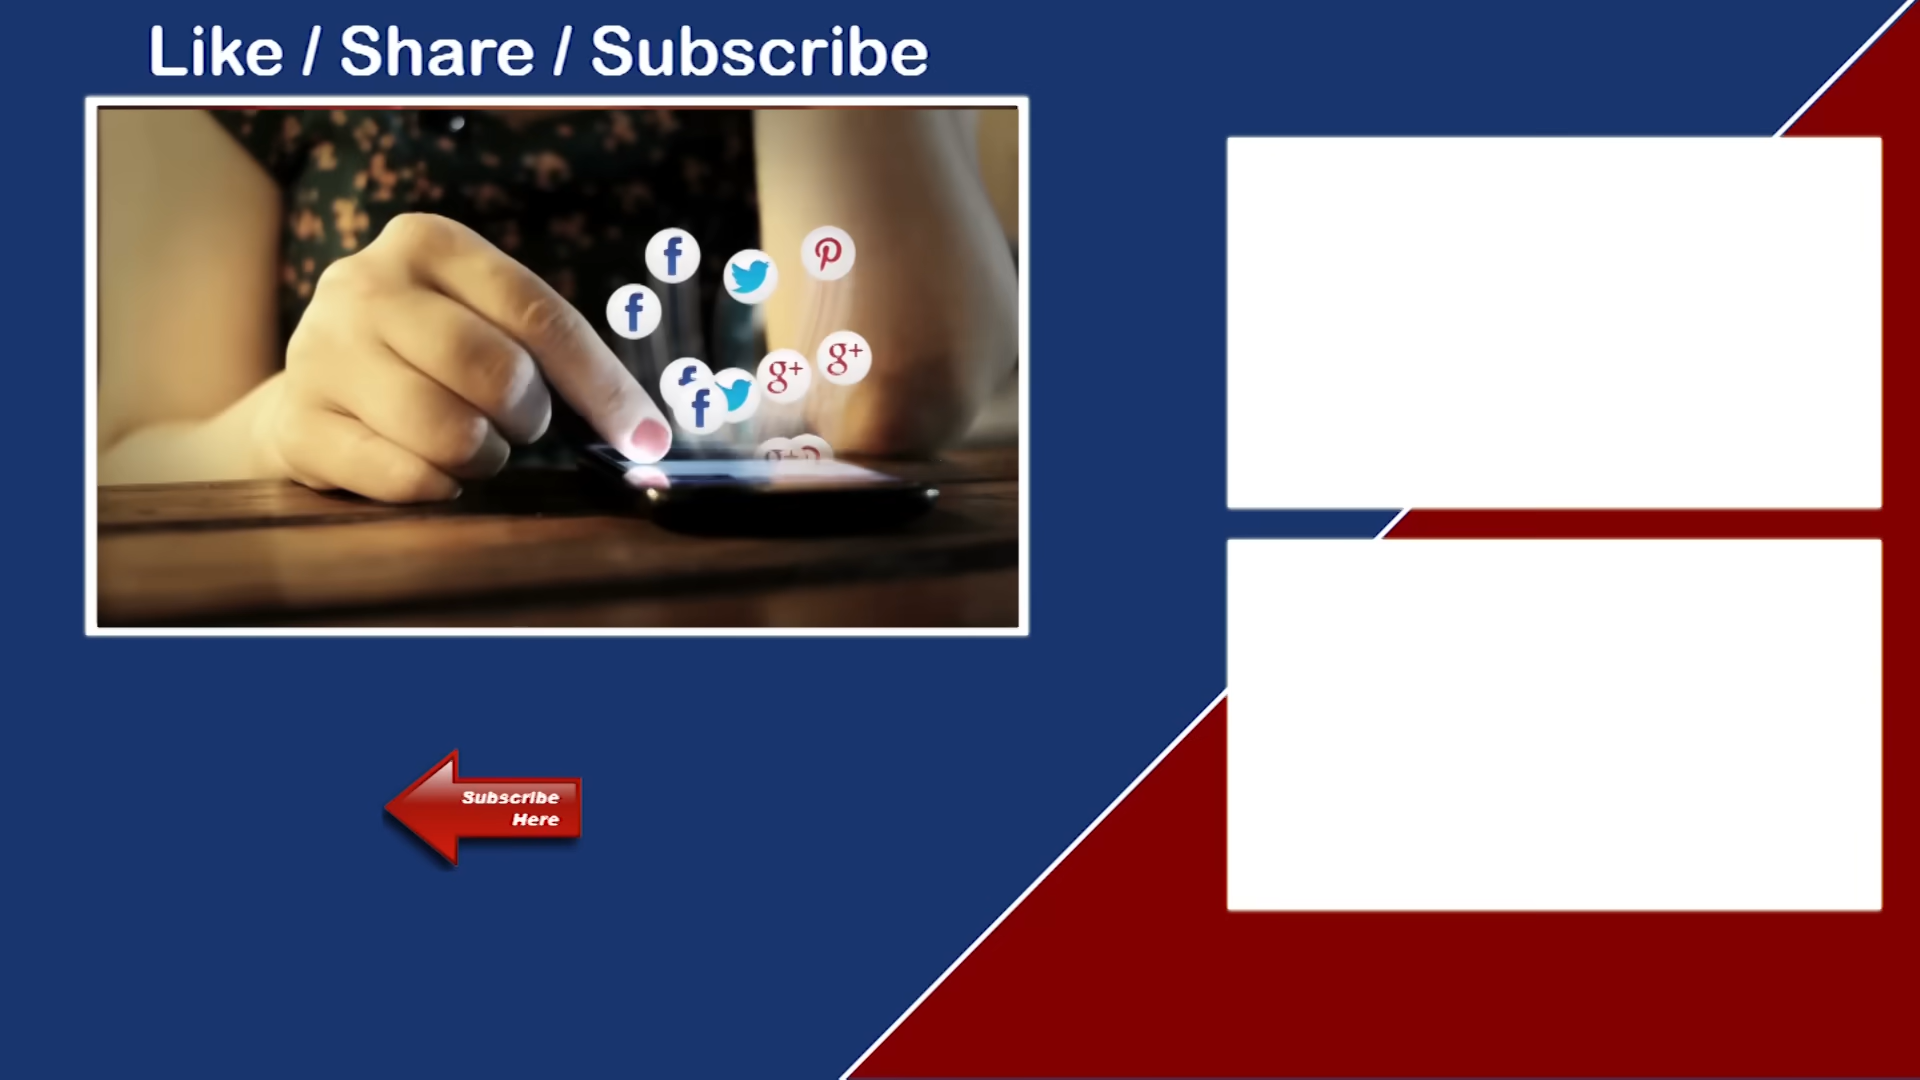 Like / Share / Subscribe
f
f
f
f
g+
g+
g+
Subscribe
Here